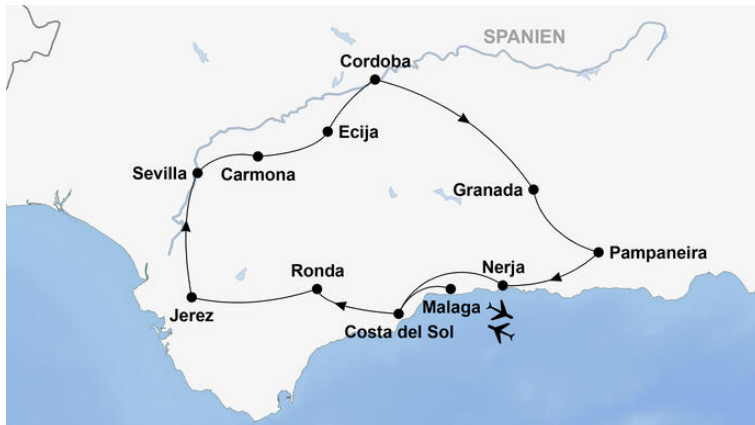 SPANIEN
Cordoba
Ecija
Sevilla
Carmona
Granada
Pampaneira
Nerja
Ronda
Malaga
Jerez
Costa del Sol